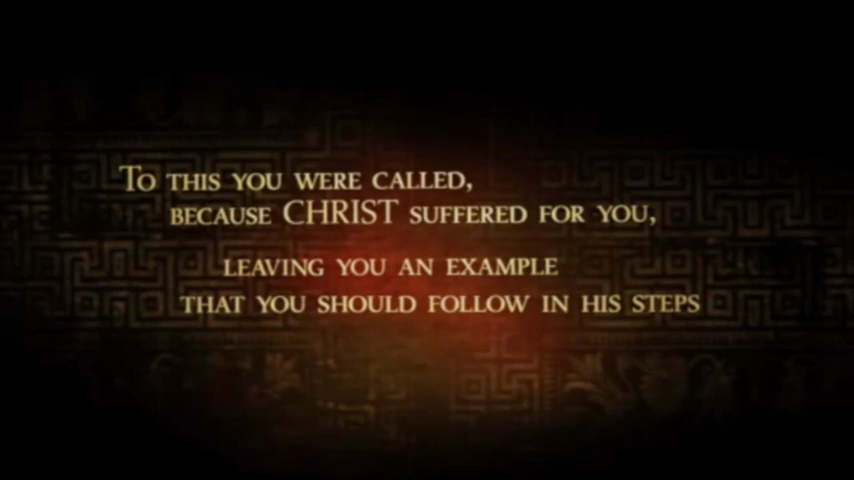 To this you were called,
because CHRIST suffered for you,
leaving you an example
that you should follow in his steps